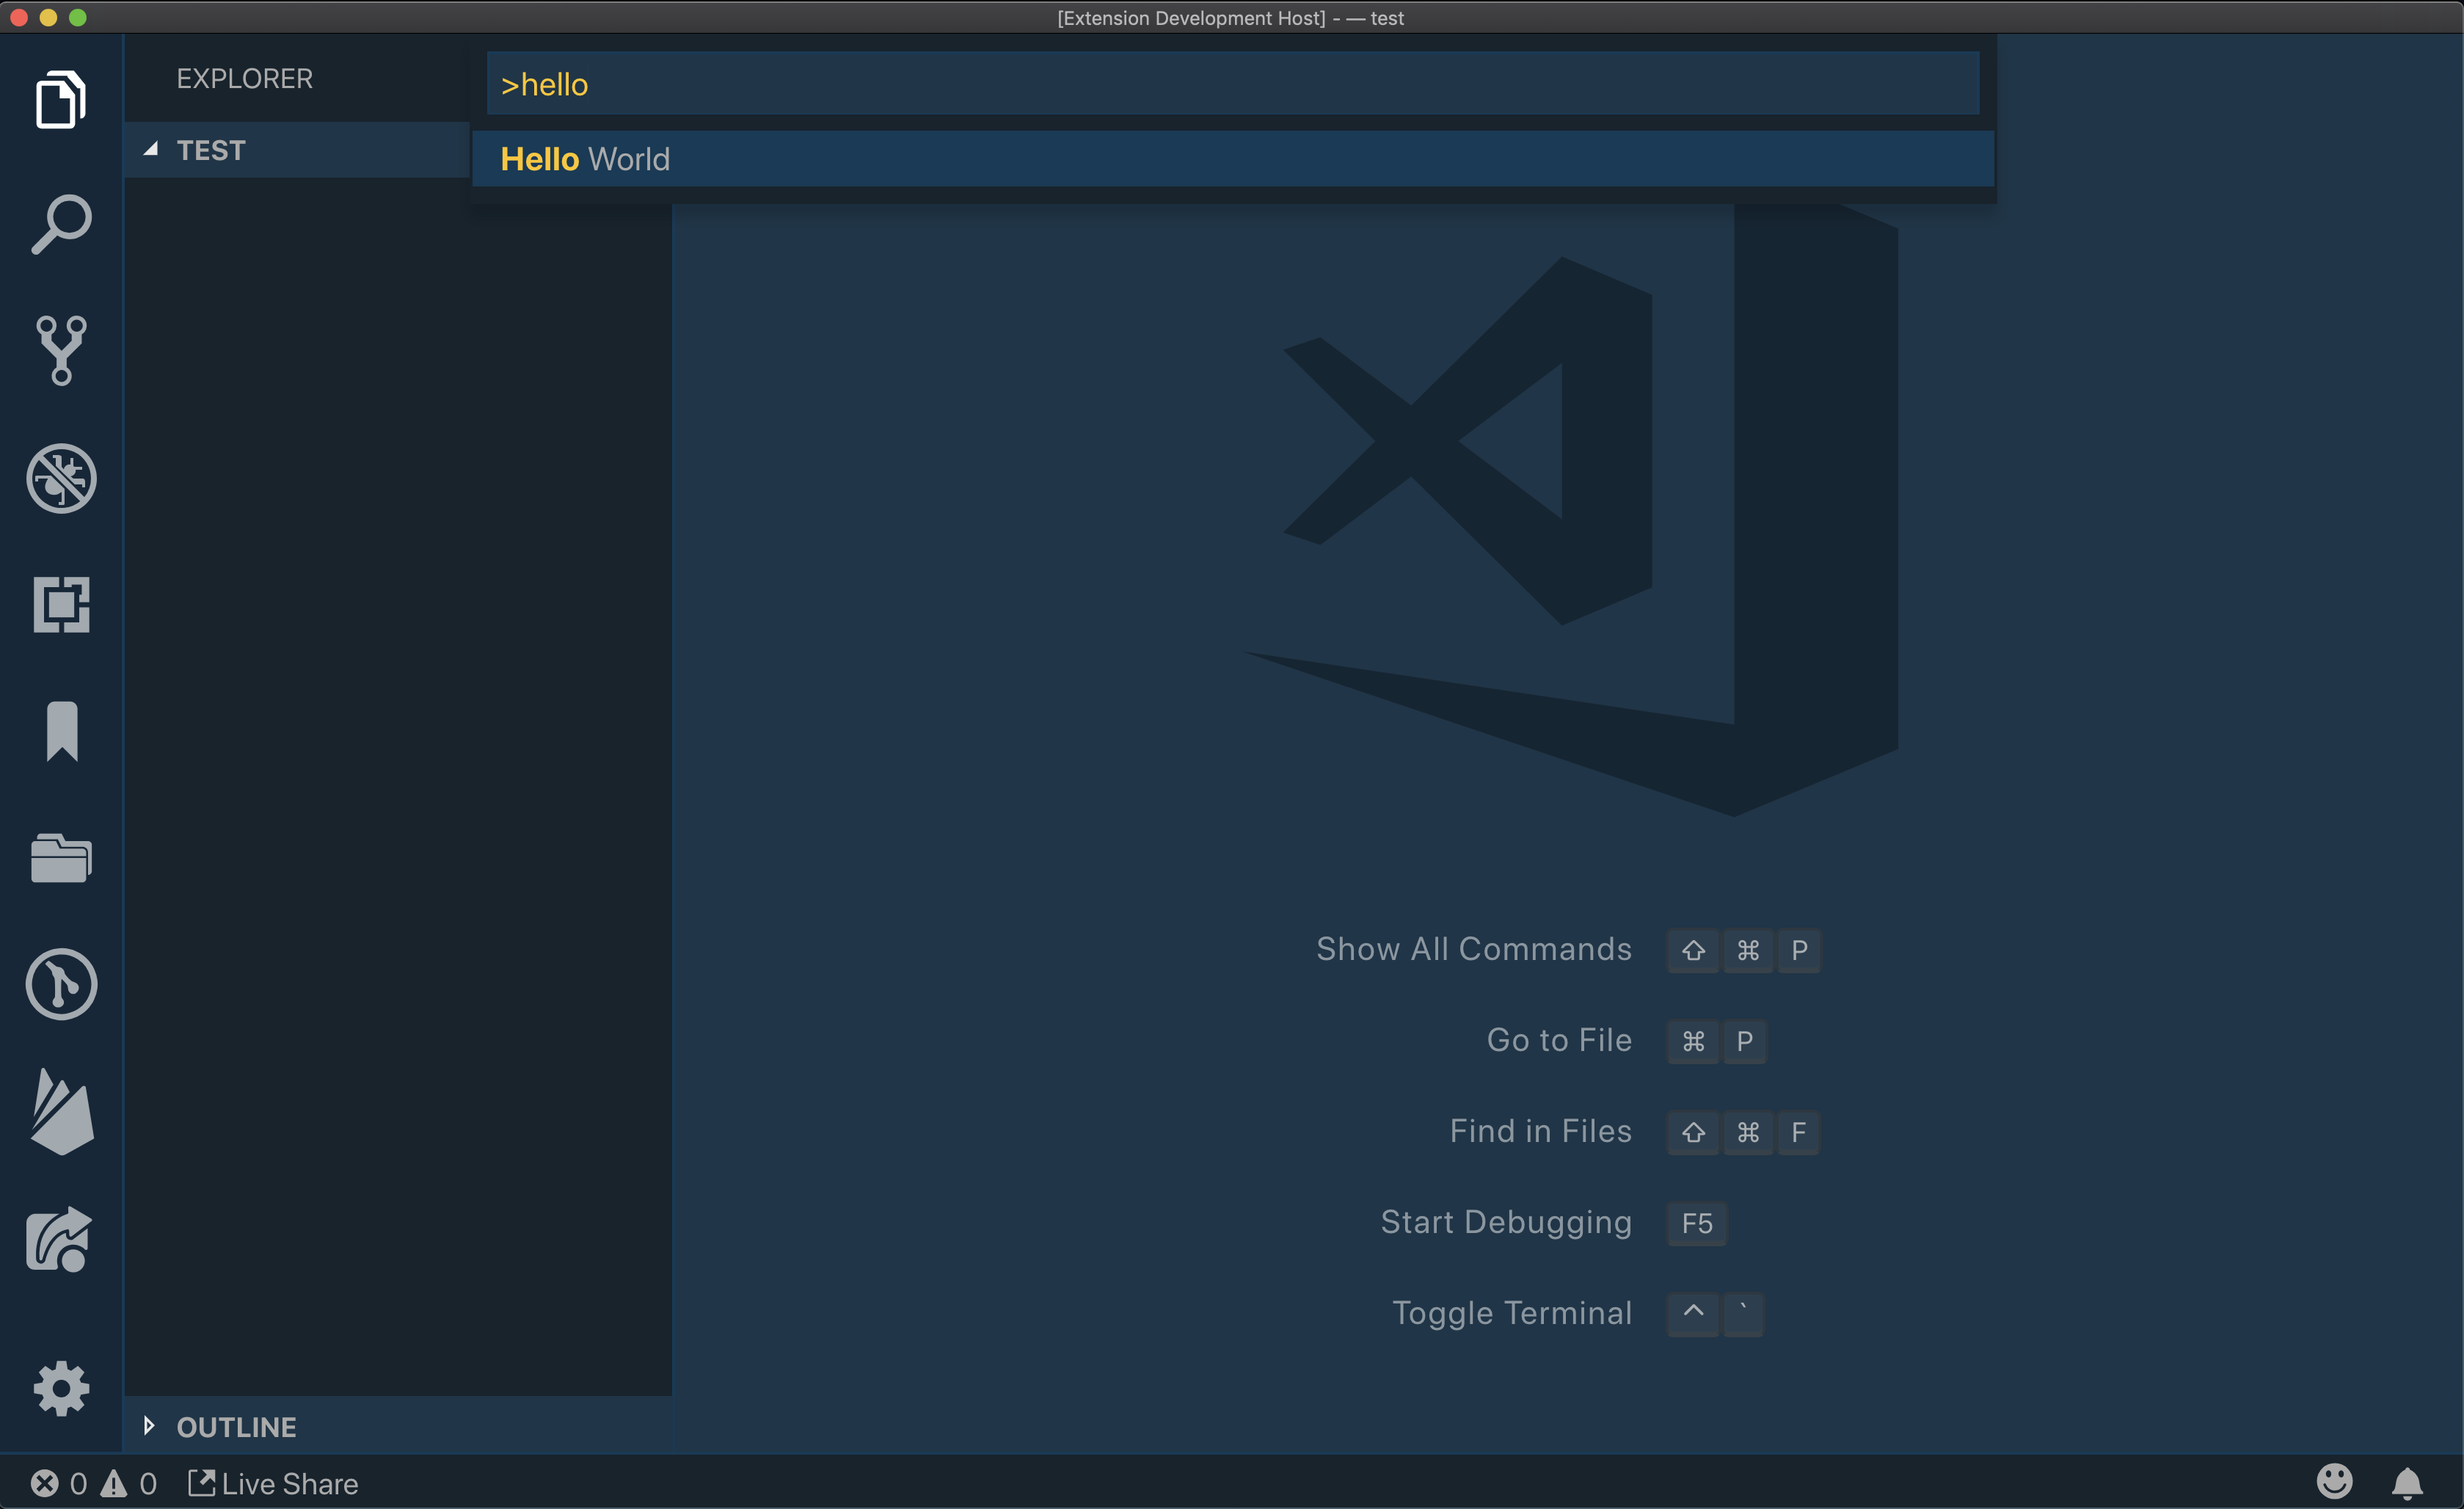 [Extension Development Host] - — test
EXPLORER
>hello
TEST
Hello World
Show All Commands ⇧ ⌘ P
Go to File ⌘ P
Find in Files ⇧ ⌘ F
Start Debugging F5
Toggle Terminal ^ `
OUTLINE
0 0 Live Share